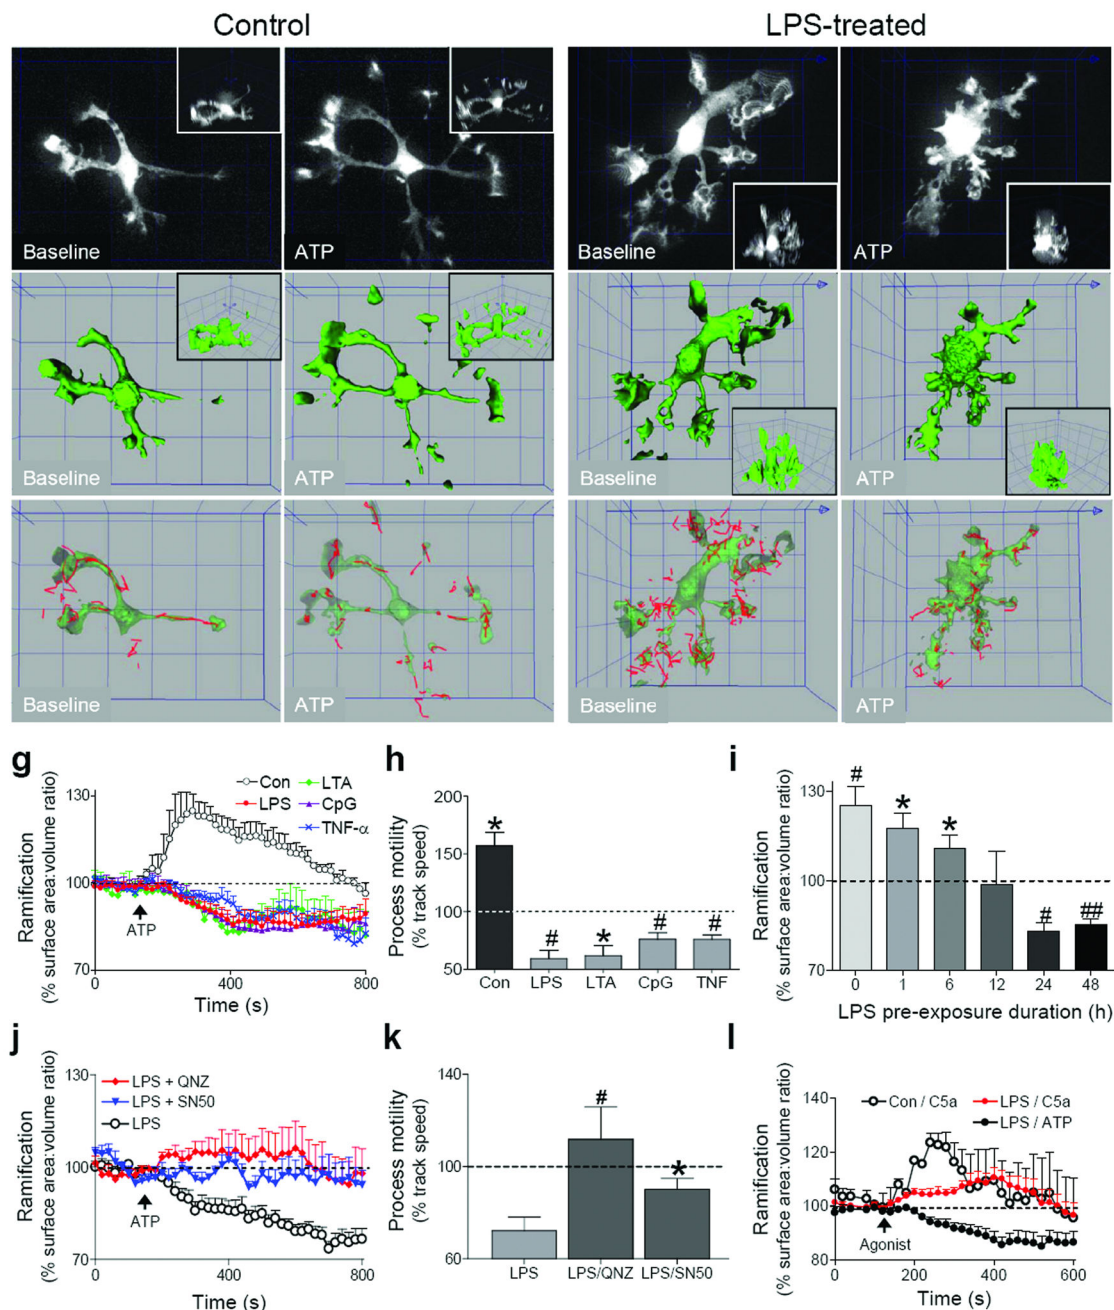 Control LPS-treated
Baseline ATP Baseline ATP
Baseline ATP Baseline ATP
Baseline ATP Baseline ATP
g
Ramification
(% surface area:volume ratio)
130
100
70
Con LTA
LPS CpG
TNF-α
ATP
0 400 800
Time (s)
h
Process motility
(% track speed)
200
150
100
50
* # * # #
Con LPS LTA CpG TNF
i
Ramification
(% surface area:volume ratio)
130
100
70
# * * # ##
0 1 6 12 24 48
LPS pre-exposure duration (h)
j
Ramification
(% surface area:volume ratio)
130
100
70
LPS + QNZ
LPS + SN50
LPS
ATP
0 400 800
Time (s)
k
Process motility
(% track speed)
140
100
60
# *
LPS LPS/QNZ LPS/SN50
l
Ramification
(% surface area:volume ratio)
140
120
100
80
Con / C5a LPS / C5a
LPS / ATP
Agonist
0 200 400 600
Time (s)